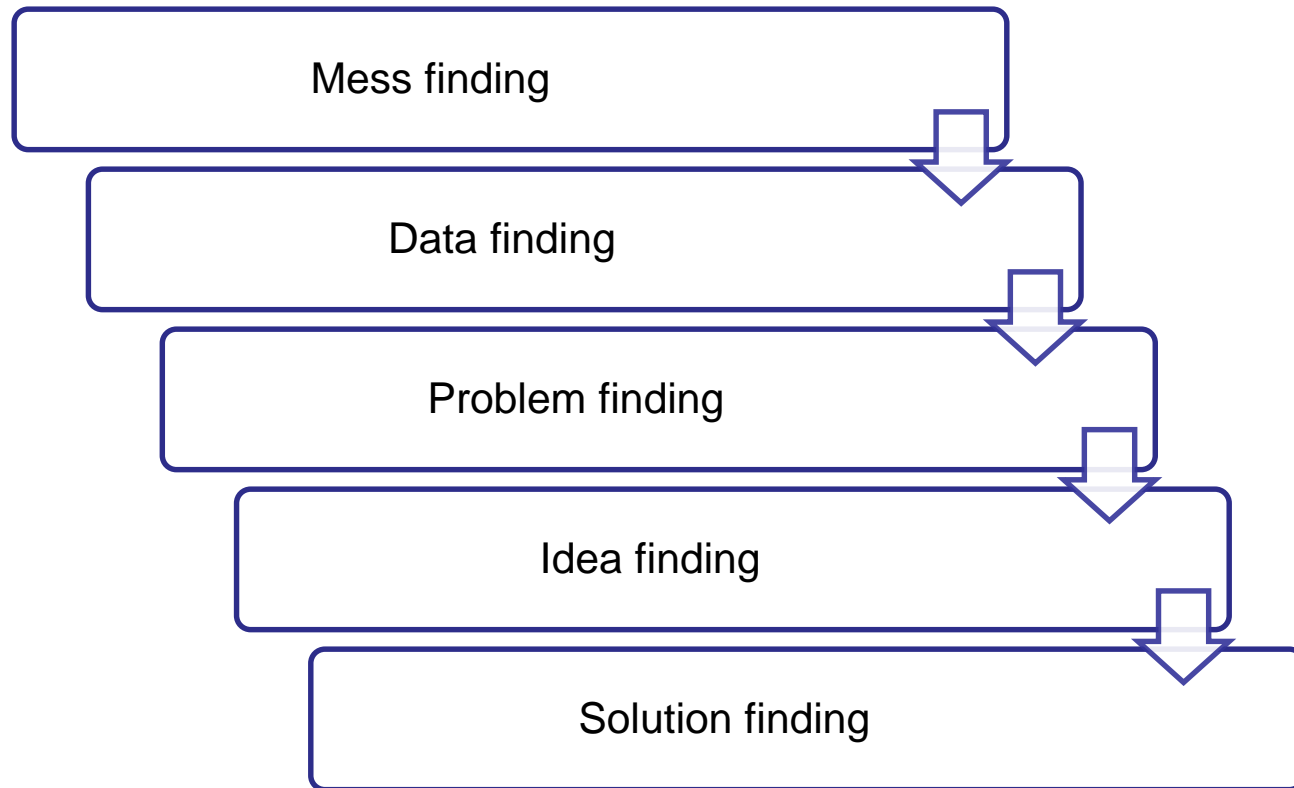 Mess finding
Data finding
Problem finding
Idea finding
Solution finding